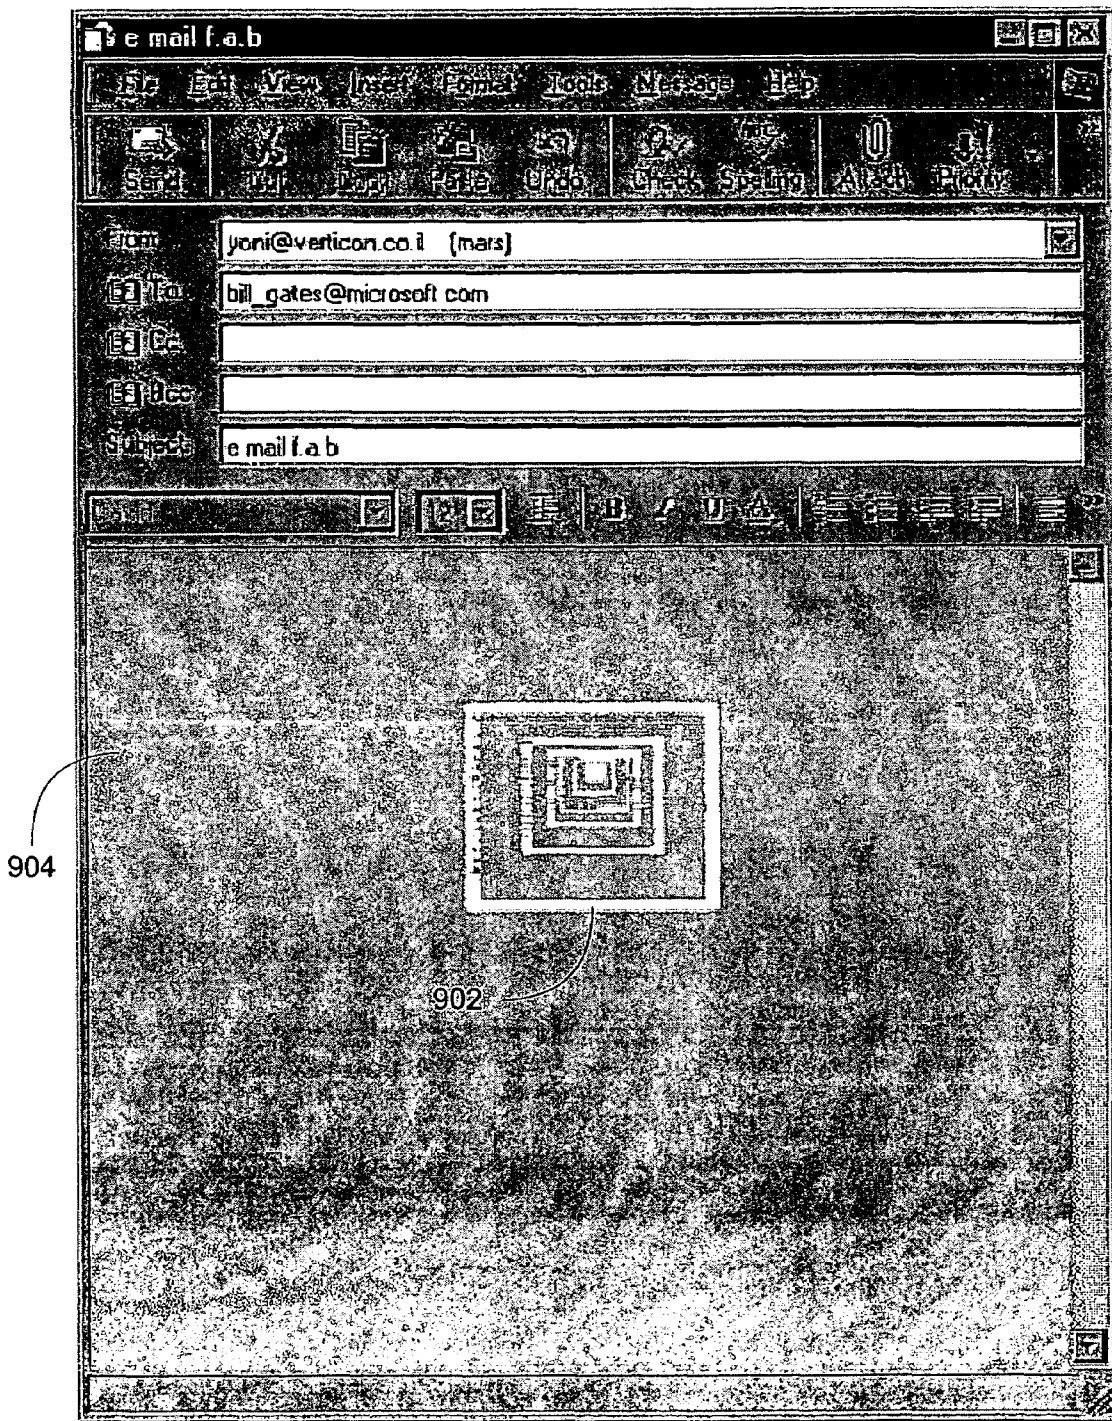 e mail f.a.b
File Edit View Insert Format Tools Message Help
Send Cut Copy Paste Undo Check Spelling Attach Priority
From: yoni@verticon.co.il (mars)
To: bill_gates@microsoft.com
Cc:
Bcc:
Subject: e mail f.a.b
12 B I U A
904
902